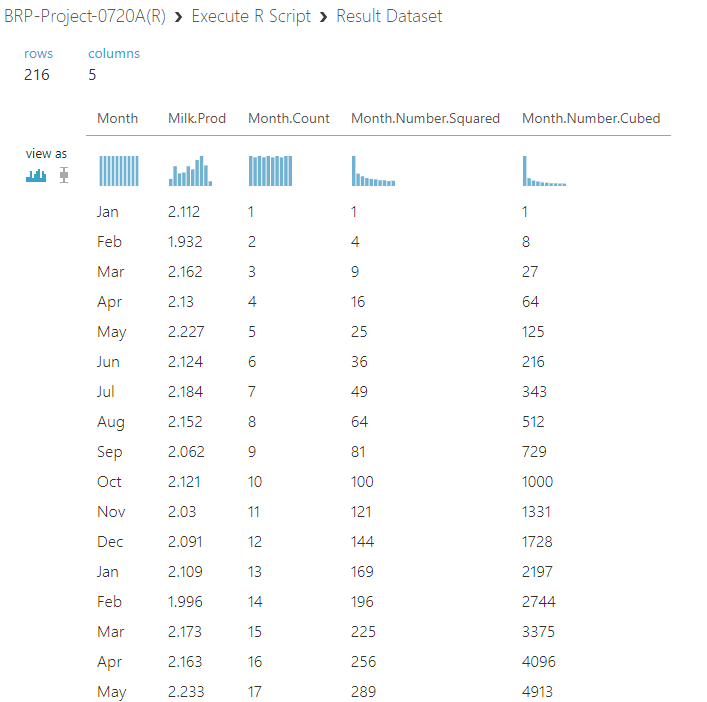 BRP-Project-0720A(R) ❯ Execute R Script ❯ Result Dataset
rows columns
216 5
Month Milk.Prod Month.Count Month.Number.Squared Month.Number.Cubed
view as
Jan 2.112 1 1 1
Feb 1.932 2 4 8
Mar 2.162 3 9 27
Apr 2.13 4 16 64
May 2.227 5 25 125
Jun 2.124 6 36 216
Jul 2.184 7 49 343
Aug 2.152 8 64 512
Sep 2.062 9 81 729
Oct 2.121 10 100 1000
Nov 2.03 11 121 1331
Dec 2.091 12 144 1728
Jan 2.109 13 169 2197
Feb 1.996 14 196 2744
Mar 2.173 15 225 3375
Apr 2.163 16 256 4096
May 2.233 17 289 4913